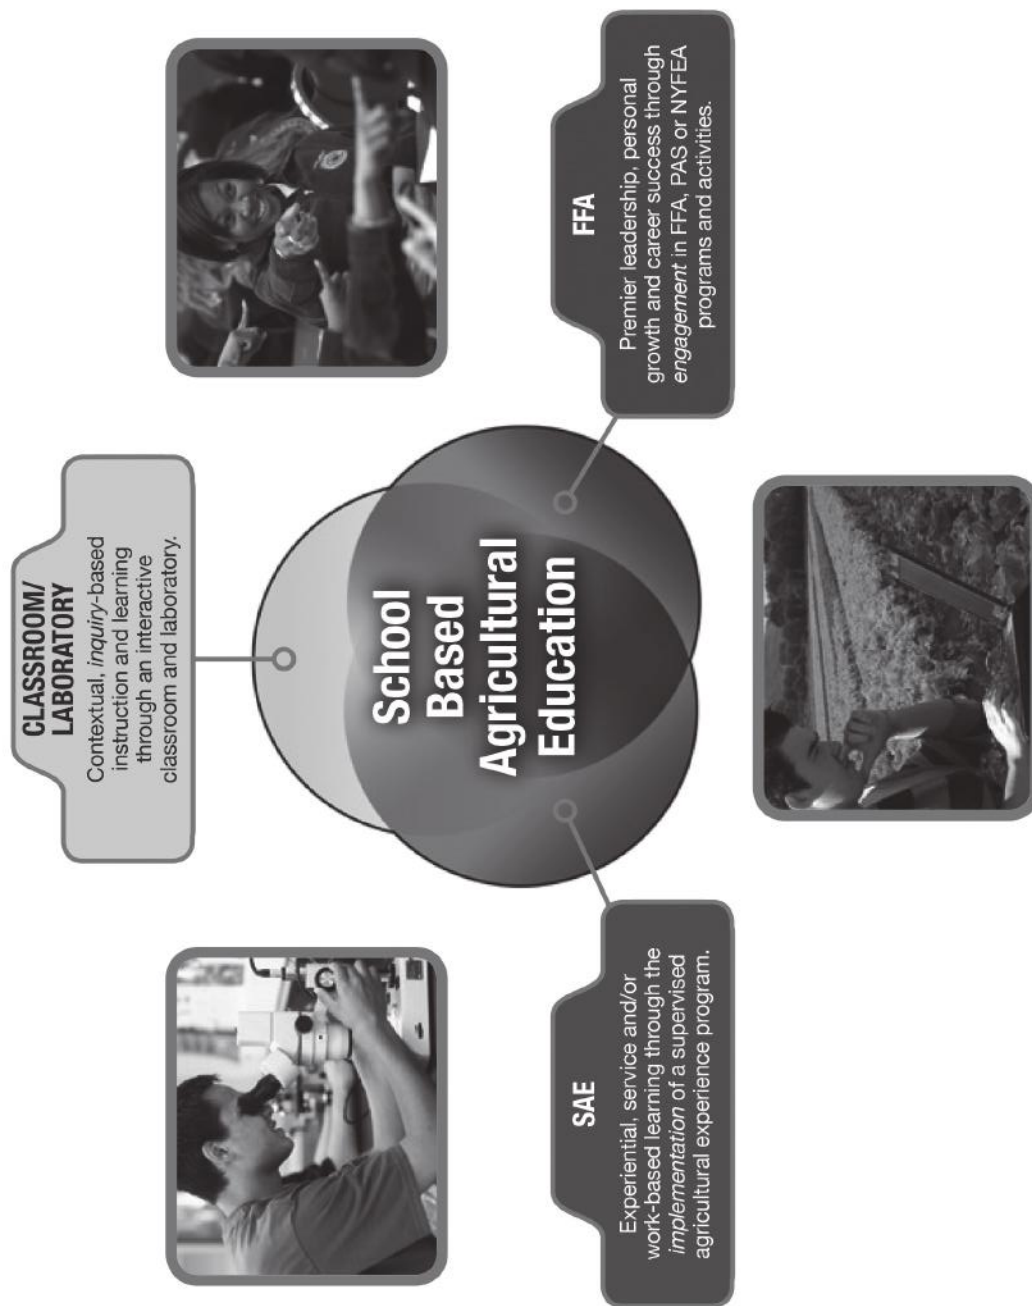 CLASSROOM/
LABORATORY
Contextual, inquiry-based
instruction and learning
through an interactive
classroom and laboratory.
School
Based
Agricultural
Education
SAE
Experiential, service and/or
work-based learning through the
implementation of a supervised
agricultural experience program.
FFA
Premier leadership, personal
growth and career success through
engagement in FFA, PAS or NYFEA
programs and activities.